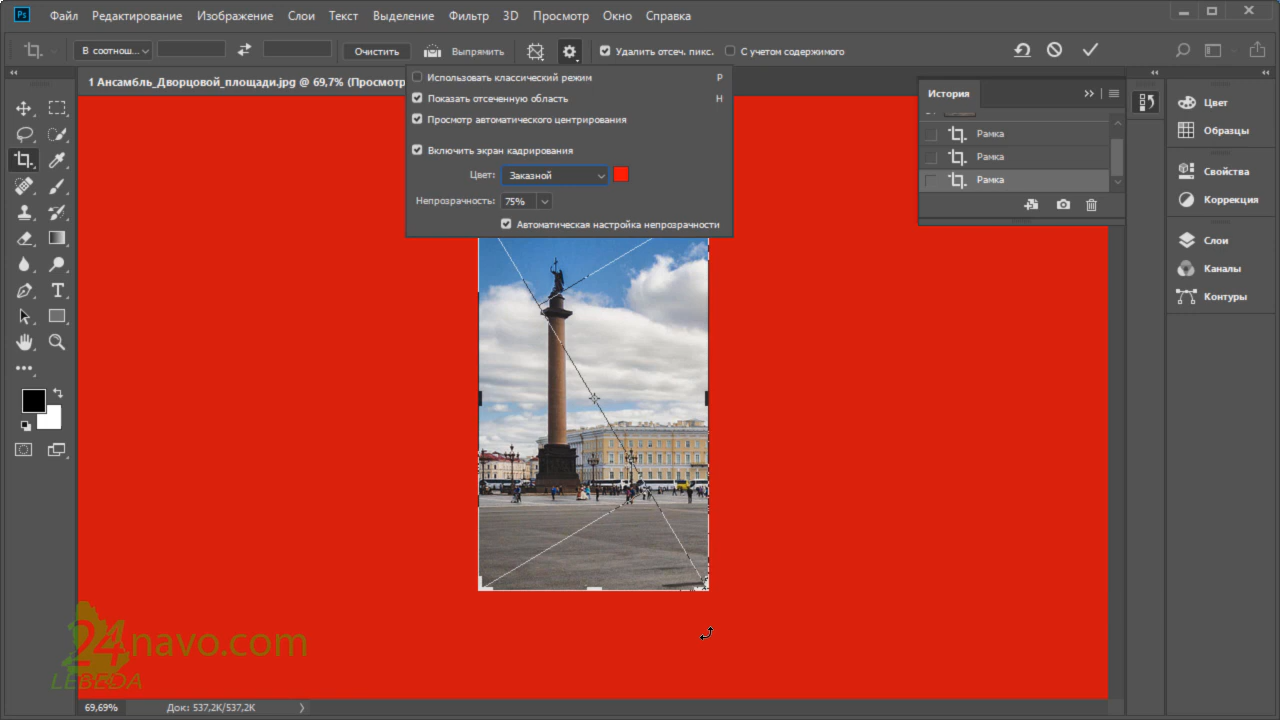 Ps Файл Редактирование Изображение Слои Текст Выделение Фильтр 3D Просмотр Окно Справка
В соотнош... Очистить Выпрямить Удалить отсеч. пикс. С учетом содержимого
1 Ансамбль_Дворцовой_площади.jpg @ 69,7% (Просмотр
Использовать классический режим P
Показать отсеченную область H
Просмотр автоматического центрирования
Включить экран кадрирования
Цвет: Заказной
Непрозрачность: 75%
Автоматическая настройка непрозрачности
История
Рамка
Рамка
Рамка
Цвет
Образцы
Свойства
Коррекция
Слои
Каналы
Контуры
24navo.com
LEBEDA
69,69% Док: 537,2K/537,2K